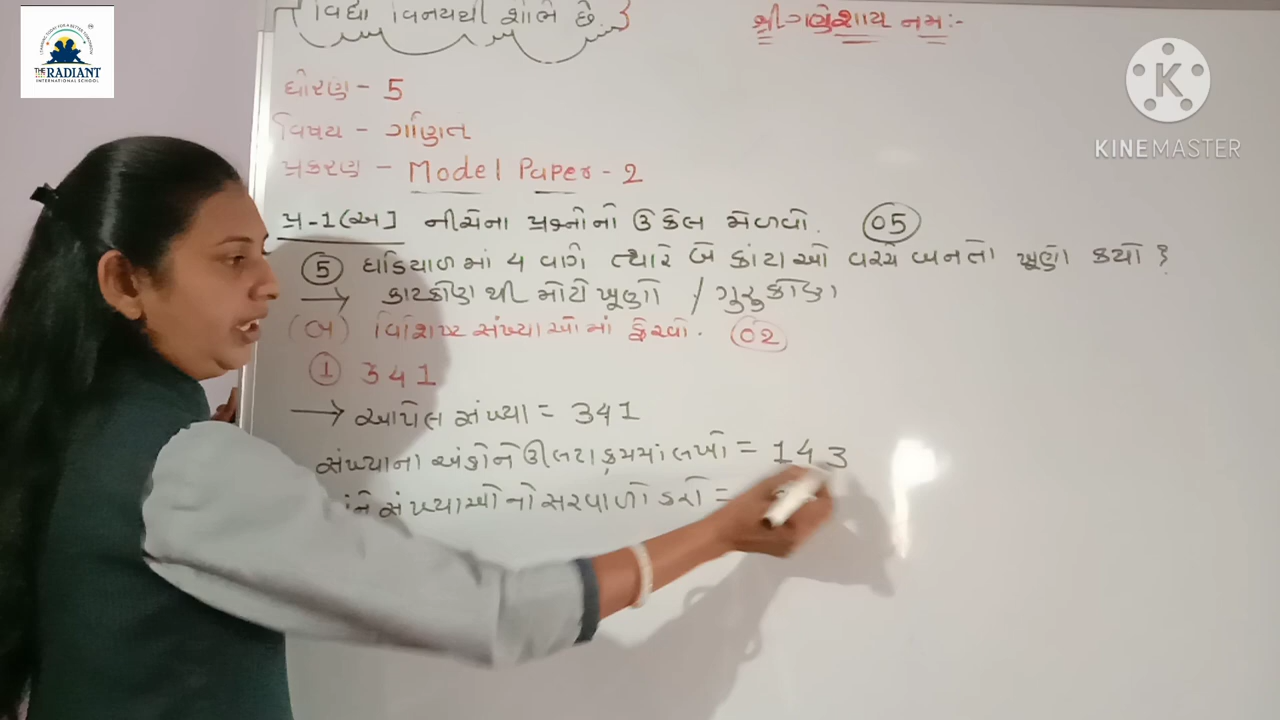 વિદ્યા વિનયથી શોભે છે.
શ્રી ગણેશાય નમઃ-
THE RADIANT
INTERNATIONAL SCHOOL
K
KINEMASTER
ધોરણ - 5
વિષય - ગણિત
પ્રકરણ - Model Paper - 2
પ્ર-1(અ] નીચેના પ્રશ્નોનો ઉકેલ મેળવો. 05
5 ઘડિયાળમાં 4 વાગે ત્યારે બે કાંટાઓ વચ્ચે બનતો ખૂણો કયો ?
→ કાટકોણથી મોટો ખૂણો / ગુરુકોણ
(બ) વિશિષ્ટ સંખ્યાઓમાં ફેરવો. 02
1 341
→ આપેલ સંખ્યા = 341
સંખ્યાના અંકોને ઊલટા ક્રમમાં લખો = 143
સંખ્યાઓનો સરવાળો કરો =